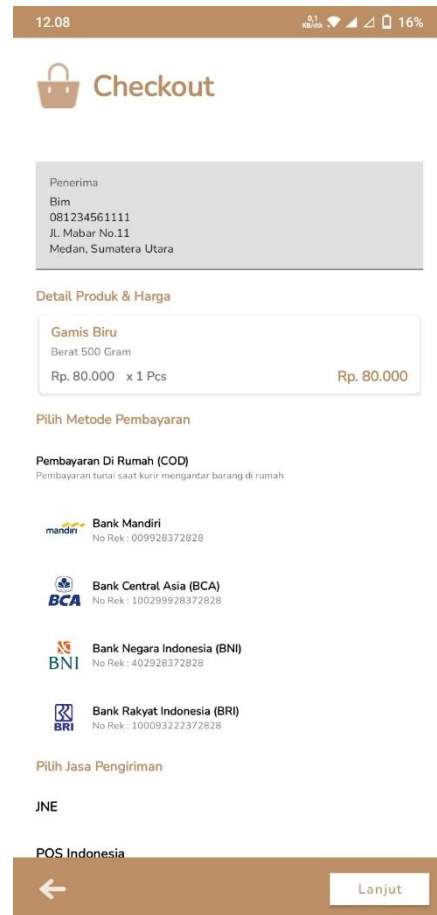 12.08
0,1
KB/dtk
16%
Checkout
Penerima
Bim
081234561111
Jl. Mabar No.11
Medan, Sumatera Utara
Detail Produk & Harga
Gamis Biru
Berat 500 Gram
Rp. 80.000 x 1 Pcs Rp. 80.000
Pilih Metode Pembayaran
Pembayaran Di Rumah (COD)
Pembayaran tunai saat kurir mengantar barang di rumah
mandiri
Bank Mandiri
No Rek : 009928372828
BCA
Bank Central Asia (BCA)
No Rek : 100299928372828
BNI
Bank Negara Indonesia (BNI)
No Rek : 402928372828
BRI
Bank Rakyat Indonesia (BRI)
No Rek : 100093222372828
Pilih Jasa Pengiriman
JNE
POS Indonesia
Lanjut